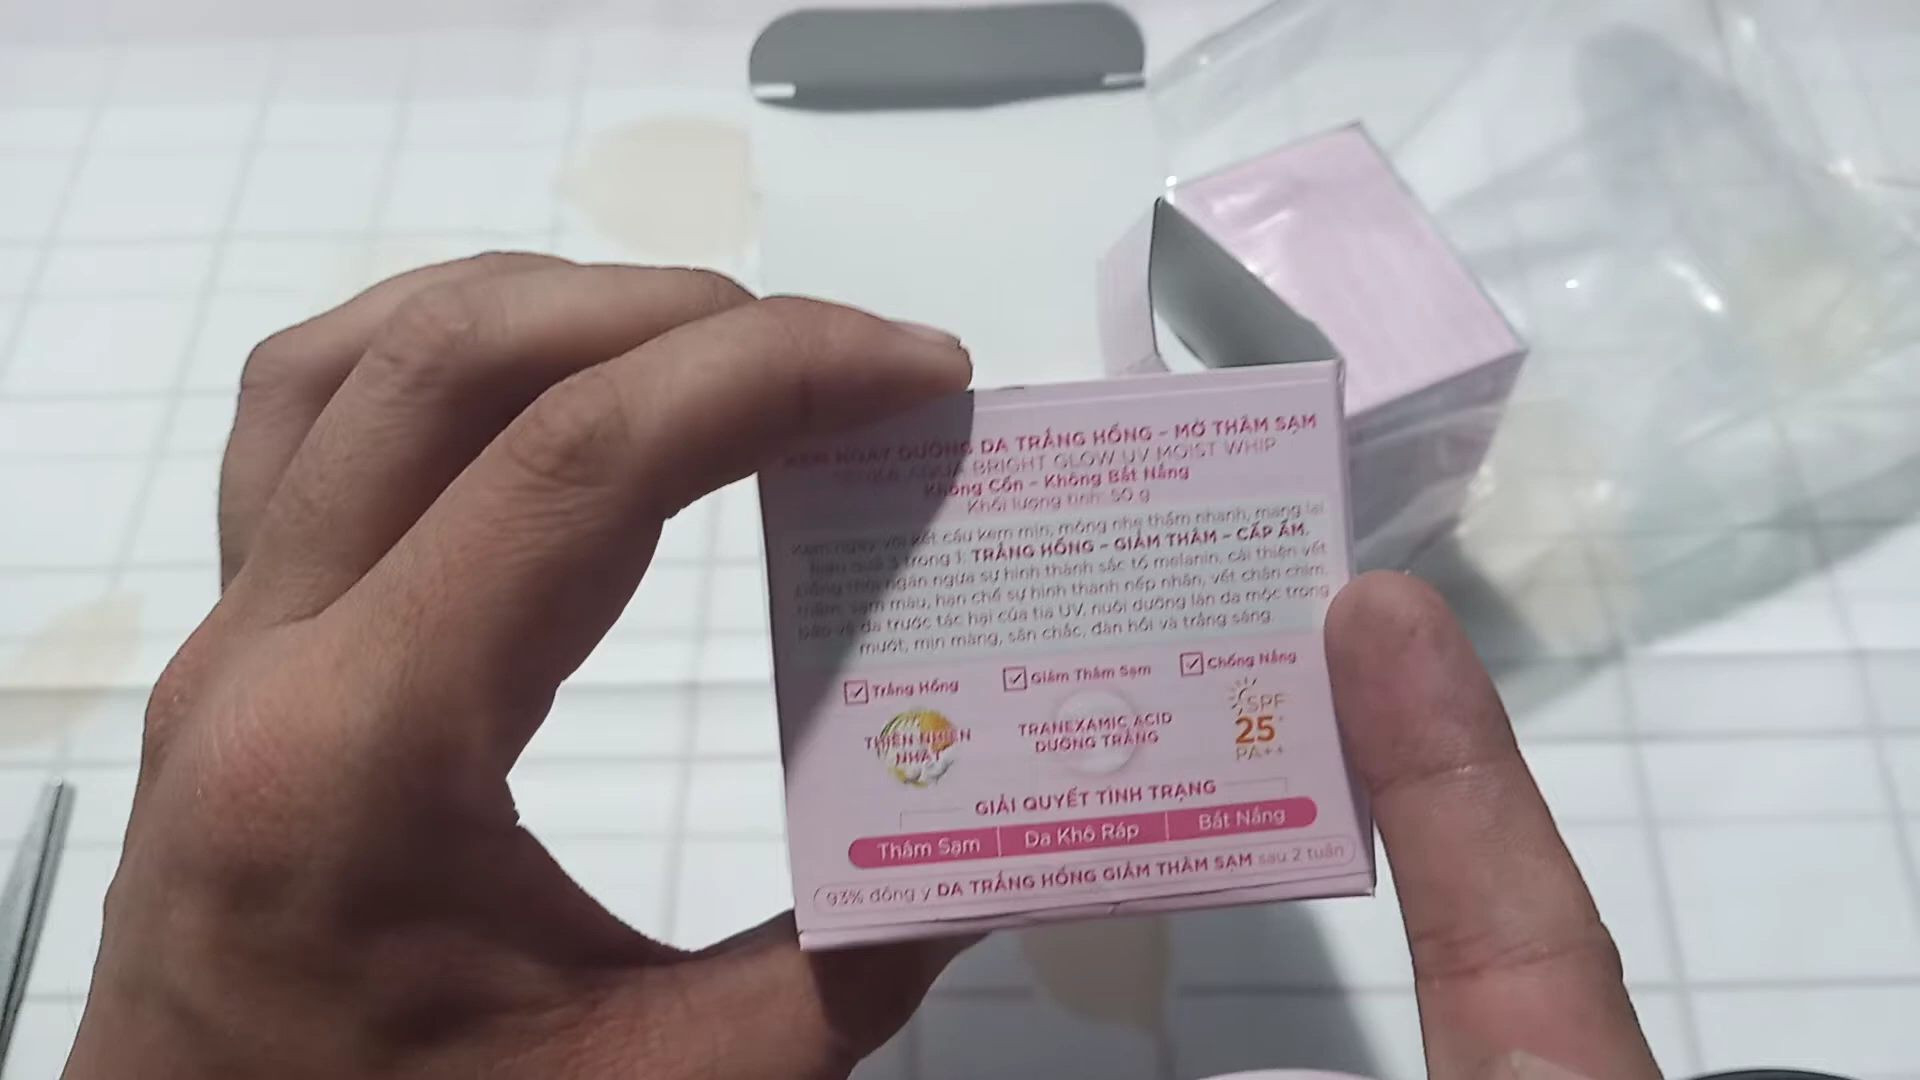 KEM NGÀY DƯỠNG DA TRẮNG HỒNG - MỜ THÂM SẠM
AQUA BRIGHT GLOW UV MOIST WHIP
Không Cồn - Không Bắt Nắng
Khối lượng tịnh: 50 g
Kem ngày với kết cấu kem mịn, mỏng nhẹ thấm nhanh, mang lại
hiệu quả 3 trong 1: TRẮNG HỒNG - GIẢM THÂM - CẤP ẨM,
đồng thời ngăn ngừa sự hình thành sắc tố melanin, cải thiện vết
thâm, sạm màu, hạn chế sự hình thành nếp nhăn, vết chân chim,
bảo vệ da trước tác hại của tia UV, nuôi dưỡng làn da mộc trong
mướt, mịn màng, săn chắc, đàn hồi và trắng sáng.
Trắng Hồng
Giảm Thâm Sạm
Chống Nắng
THIÊN NHIÊN
NHẬT
TRANEXAMIC ACID
DƯỠNG TRẮNG
SPF
25
PA++
GIẢI QUYẾT TÌNH TRẠNG
Thâm Sạm
Da Khô Ráp
Bắt Nắng
93% đồng ý DA TRẮNG HỒNG GIẢM THÂM SẠM sau 2 tuần